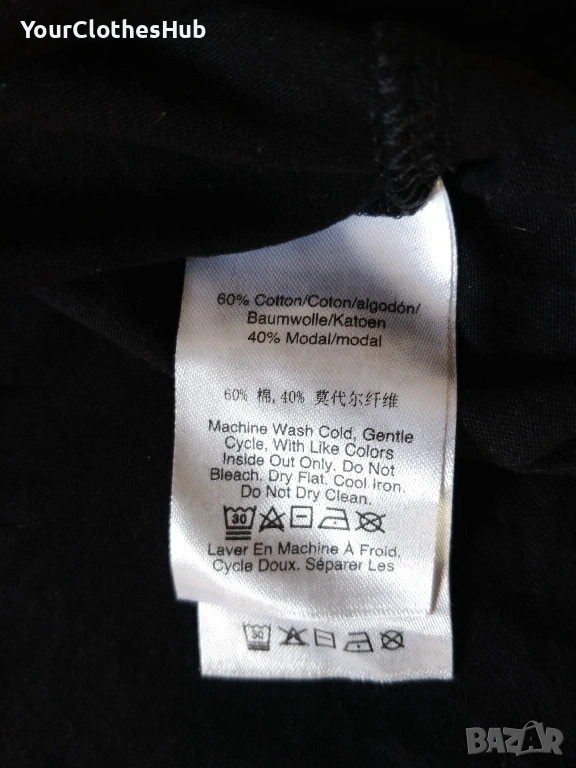 YourClothesHub
60% Cotton/Coton/algodón/
Baumwolle/Katoen
40% Modal/modal
60% 棉,40% 莫代尔纤维
Machine Wash Cold, Gentle
Cycle, With Like Colors
Inside Out Only. Do Not
Bleach. Dry Flat. Cool Iron.
Do Not Dry Clean.
30
Laver En Machine À Froid,
Cycle Doux. Séparer Les
30
BAZAR